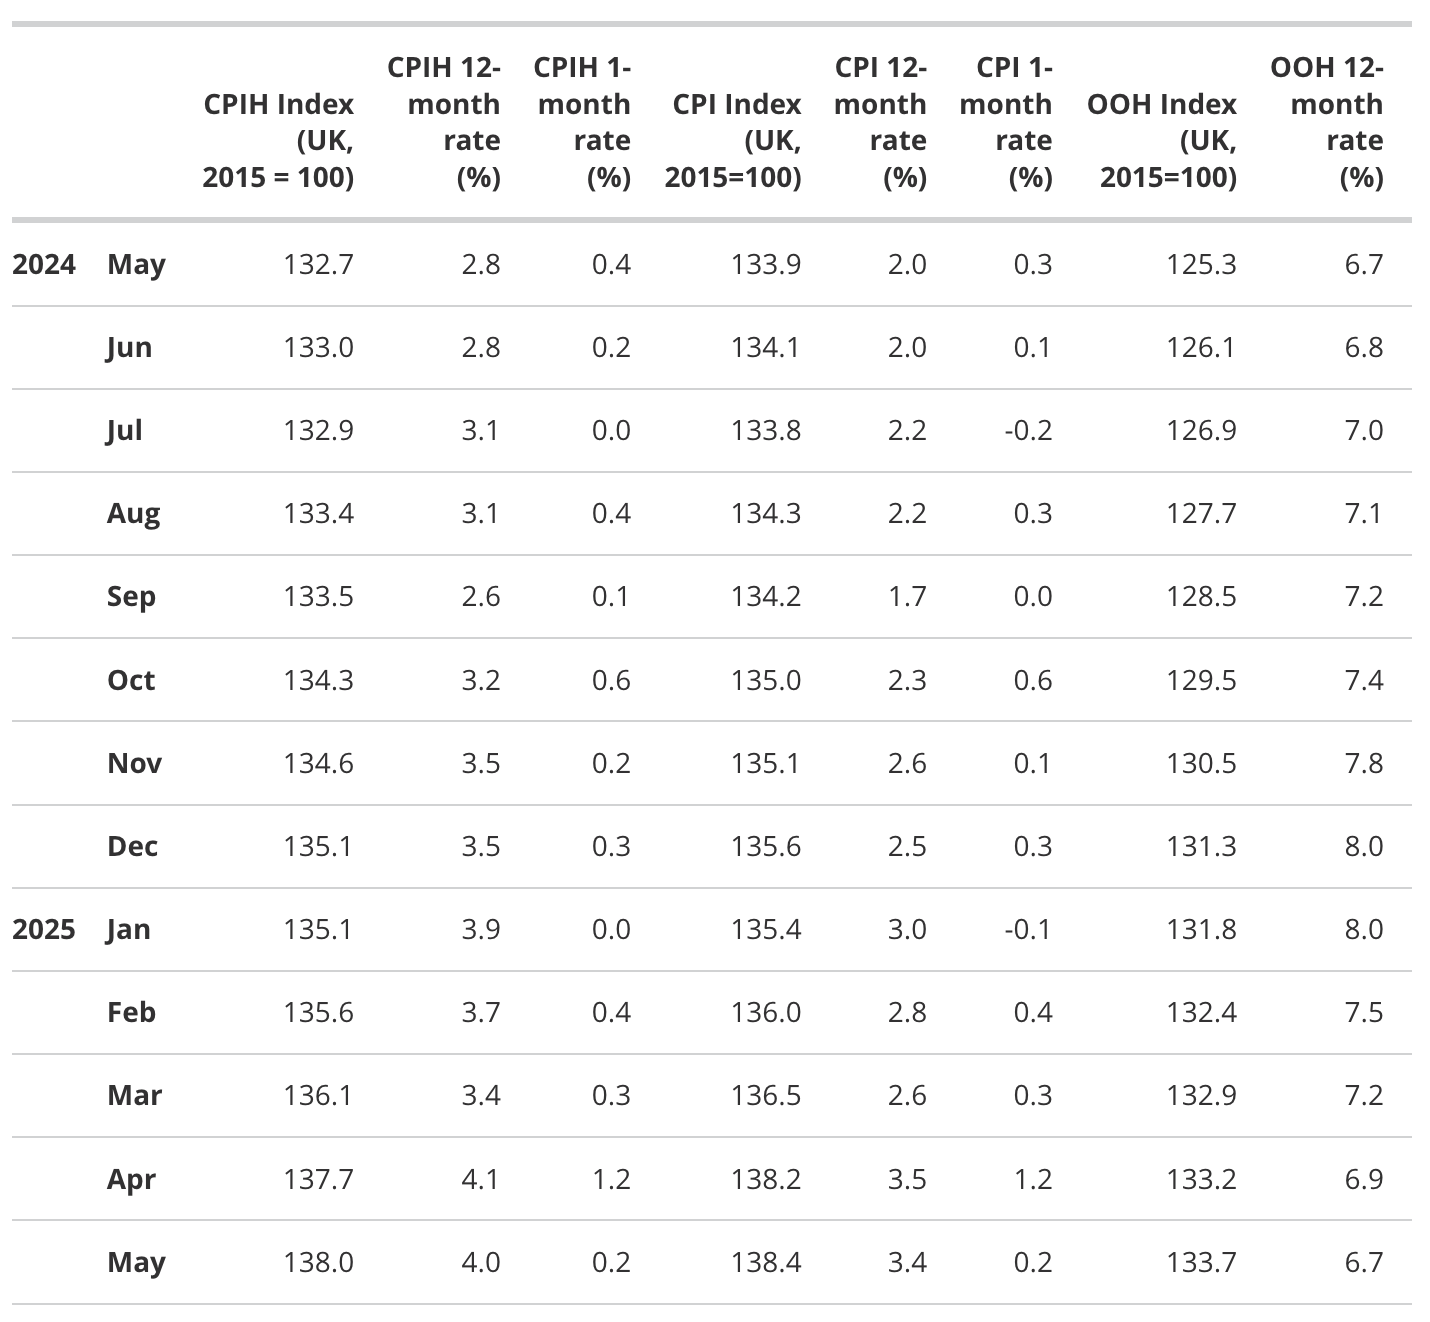 CPIH Index (UK, 2015 = 100) CPIH 12-month rate (%) CPIH 1-month rate (%) CPI Index (UK, 2015=100) CPI 12-month rate (%) CPI 1-month rate (%) OOH Index (UK, 2015=100) OOH 12-month rate (%)
2024 May 132.7 2.8 0.4 133.9 2.0 0.3 125.3 6.7
Jun 133.0 2.8 0.2 134.1 2.0 0.1 126.1 6.8
Jul 132.9 3.1 0.0 133.8 2.2 -0.2 126.9 7.0
Aug 133.4 3.1 0.4 134.3 2.2 0.3 127.7 7.1
Sep 133.5 2.6 0.1 134.2 1.7 0.0 128.5 7.2
Oct 134.3 3.2 0.6 135.0 2.3 0.6 129.5 7.4
Nov 134.6 3.5 0.2 135.1 2.6 0.1 130.5 7.8
Dec 135.1 3.5 0.3 135.6 2.5 0.3 131.3 8.0
2025 Jan 135.1 3.9 0.0 135.4 3.0 -0.1 131.8 8.0
Feb 135.6 3.7 0.4 136.0 2.8 0.4 132.4 7.5
Mar 136.1 3.4 0.3 136.5 2.6 0.3 132.9 7.2
Apr 137.7 4.1 1.2 138.2 3.5 1.2 133.2 6.9
May 138.0 4.0 0.2 138.4 3.4 0.2 133.7 6.7